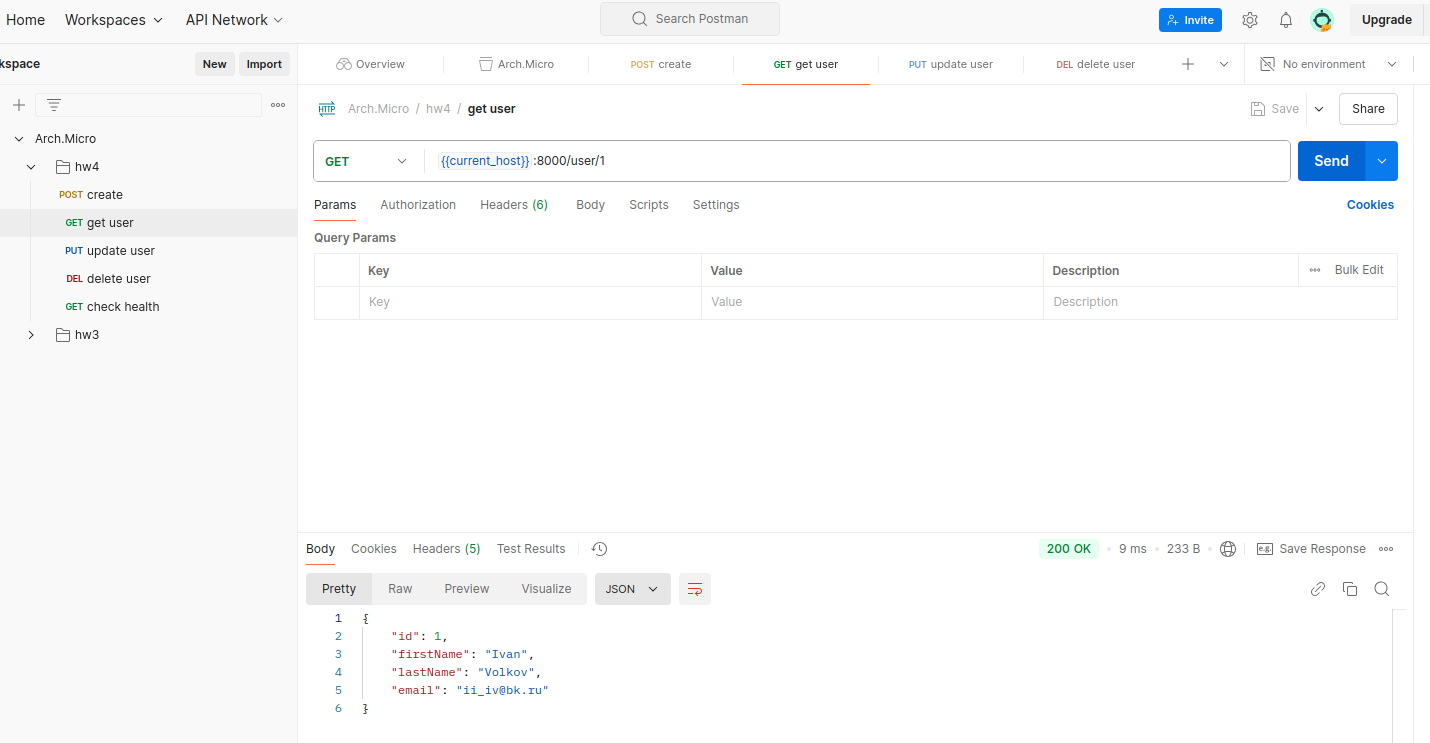 Home Workspaces API Network Search Postman Invite Upgrade
kspace New Import Overview Arch.Micro POST create GET get user PUT update user DEL delete user No environment
HTTP Arch.Micro / hw4 / get user Save Share
Arch.Micro
hw4
POST create
GET get user
PUT update user
DEL delete user
GET check health
hw3
GET {{current_host}} :8000/user/1 Send
Params Authorization Headers (6) Body Scripts Settings Cookies
Query Params
Key Value Description Bulk Edit
Key Value Description
Body Cookies Headers (5) Test Results 200 OK 9 ms 233 B e.g. Save Response
Pretty Raw Preview Visualize JSON
1 {
2 "id": 1,
3 "firstName": "Ivan",
4 "lastName": "Volkov",
5 "email": "ii_iv@bk.ru"
6 }